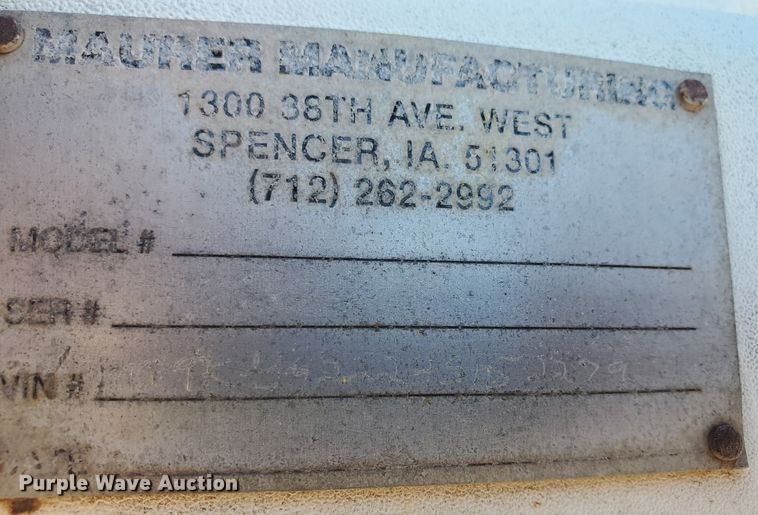 MAURER MANUFACTURING
1300 38TH AVE. WEST
SPENCER, IA. 51301
(712) 262-2992
MODEL #
SER #
VIN #
Purple Wave Auction®